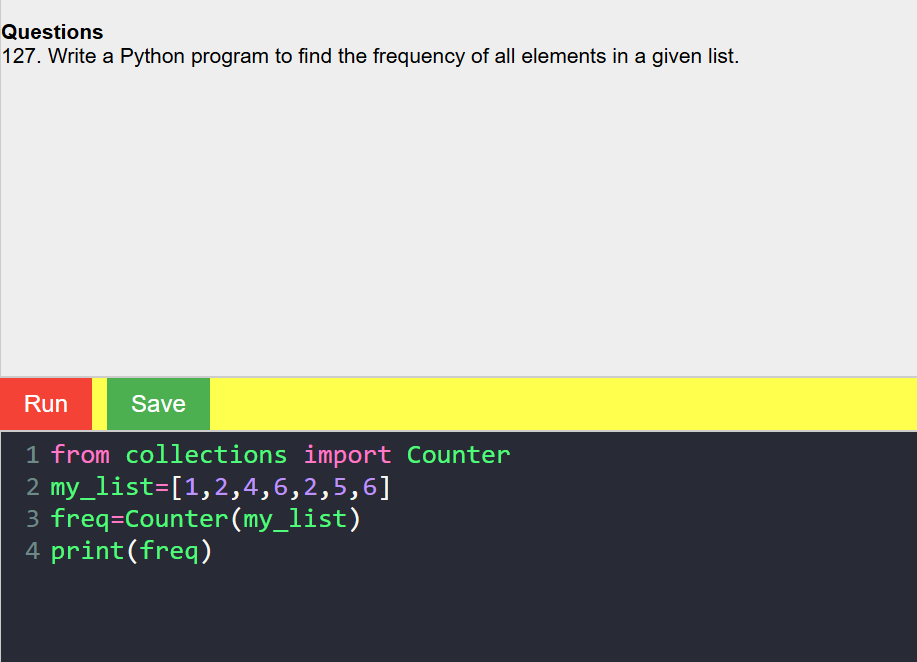 Questions
127. Write a Python program to find the frequency of all elements in a given list.
Run Save
1 from collections import Counter
2 my_list=[1,2,4,6,2,5,6]
3 freq=Counter(my_list)
4 print(freq)